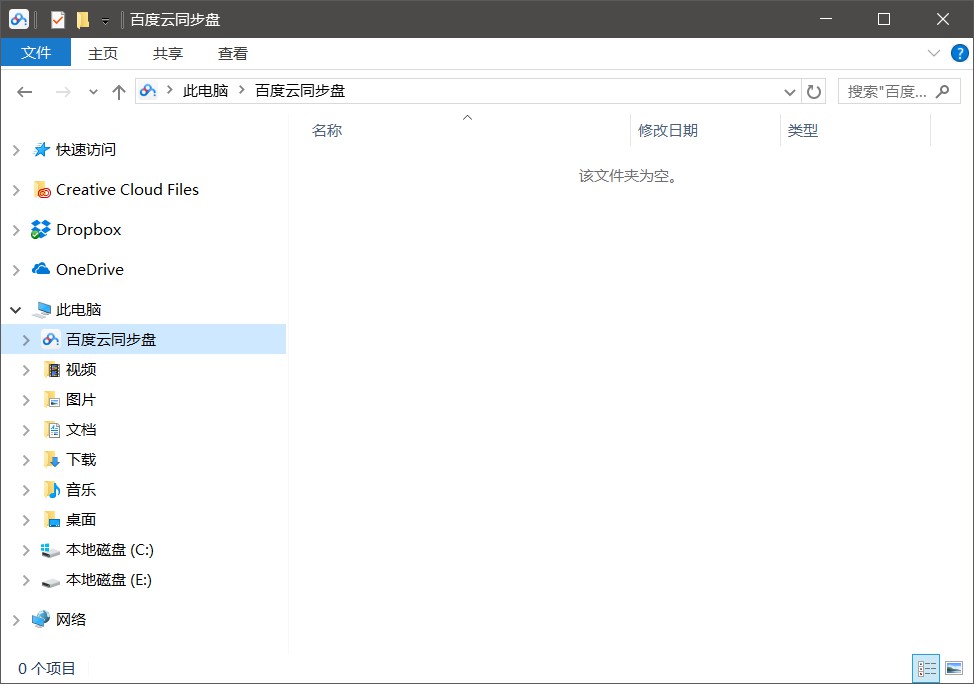 百度云同步盘
文件 主页 共享 查看
此电脑 百度云同步盘 搜索"百度...
名称 修改日期 类型
该文件夹为空。
快速访问
Creative Cloud Files
Dropbox
OneDrive
此电脑
百度云同步盘
视频
图片
文档
下载
音乐
桌面
本地磁盘 (C:)
本地磁盘 (E:)
网络
0 个项目